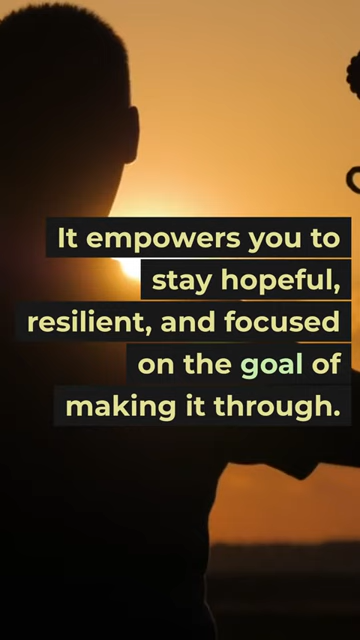 It empowers you to
stay hopeful,
resilient, and focused
on the goal of
making it through.